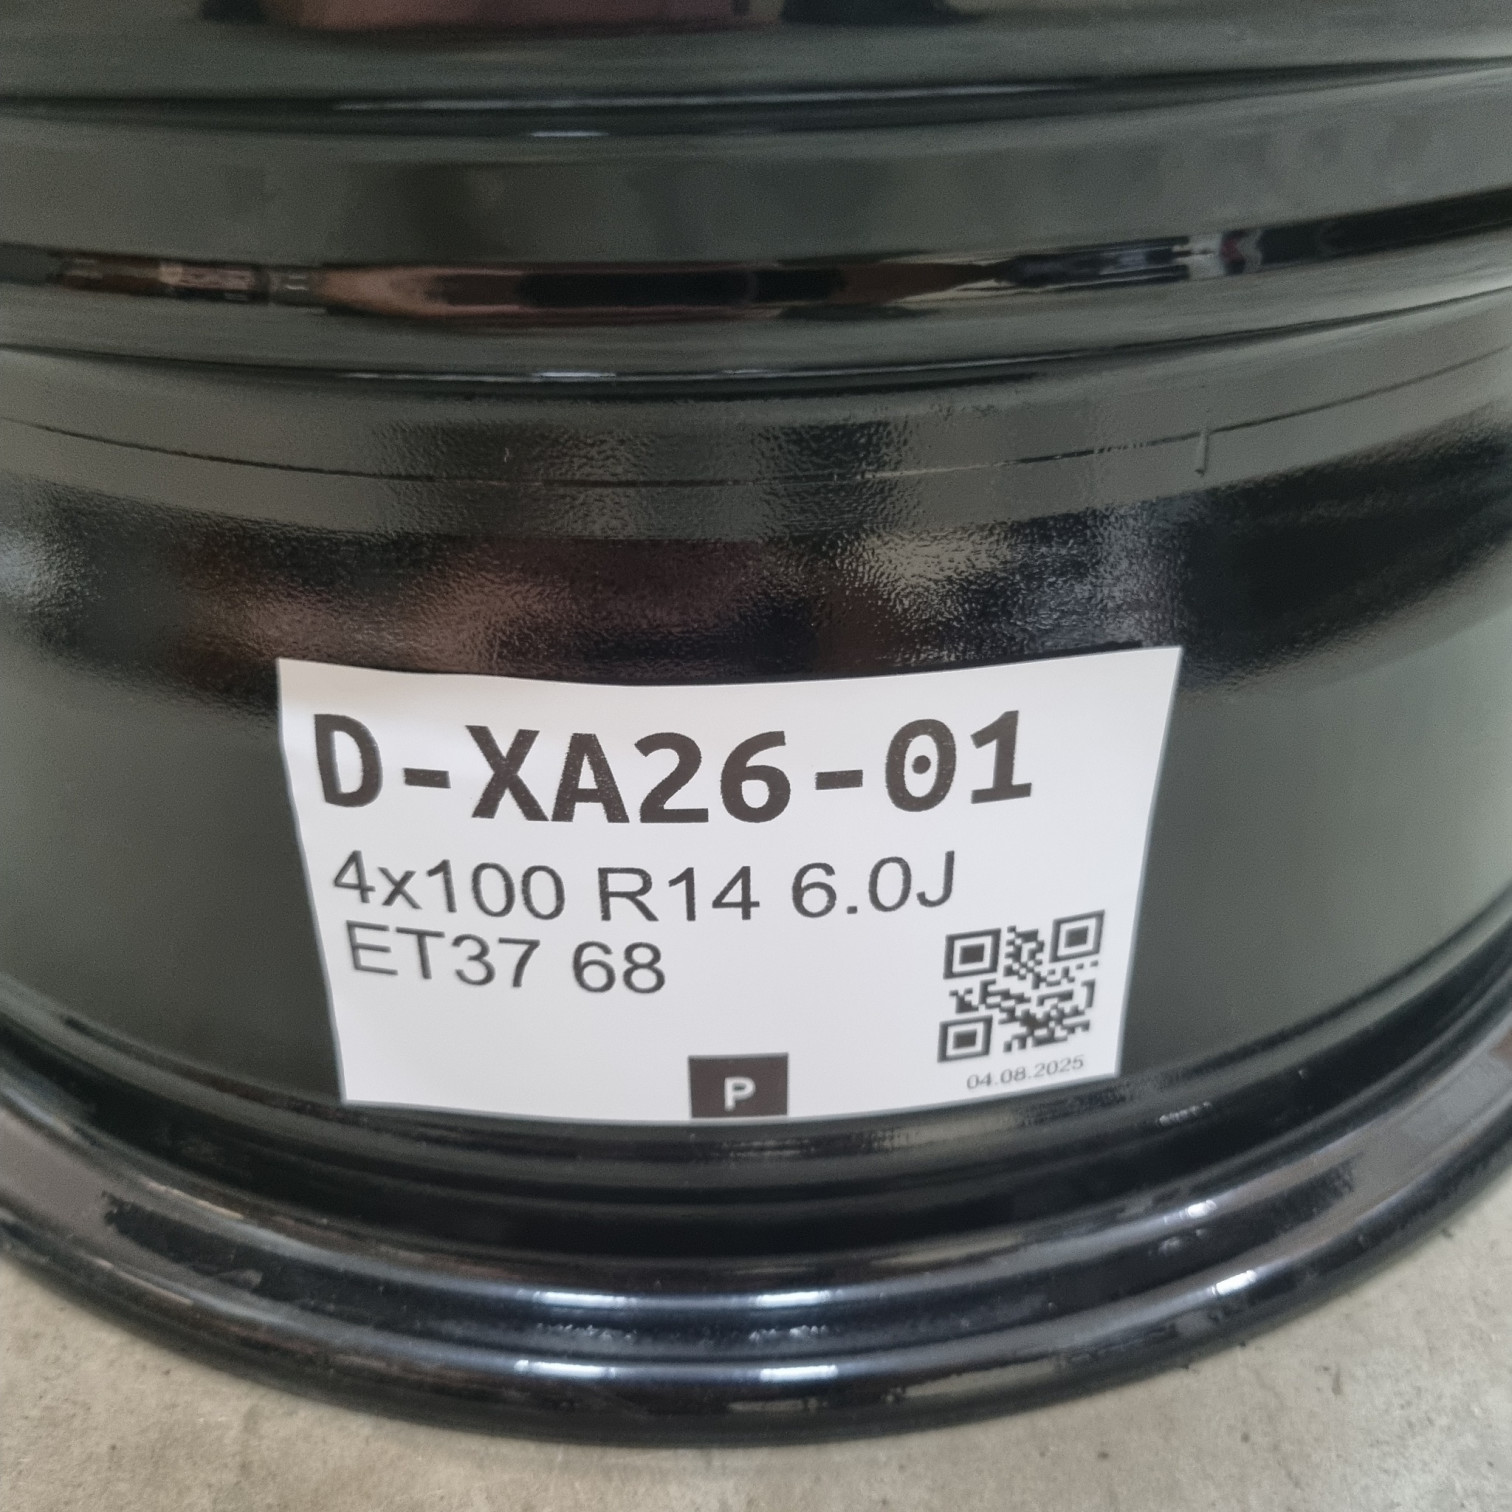 D-XA26-01
4x100 R14 6.0J
ET37 68
04.08.2025
P